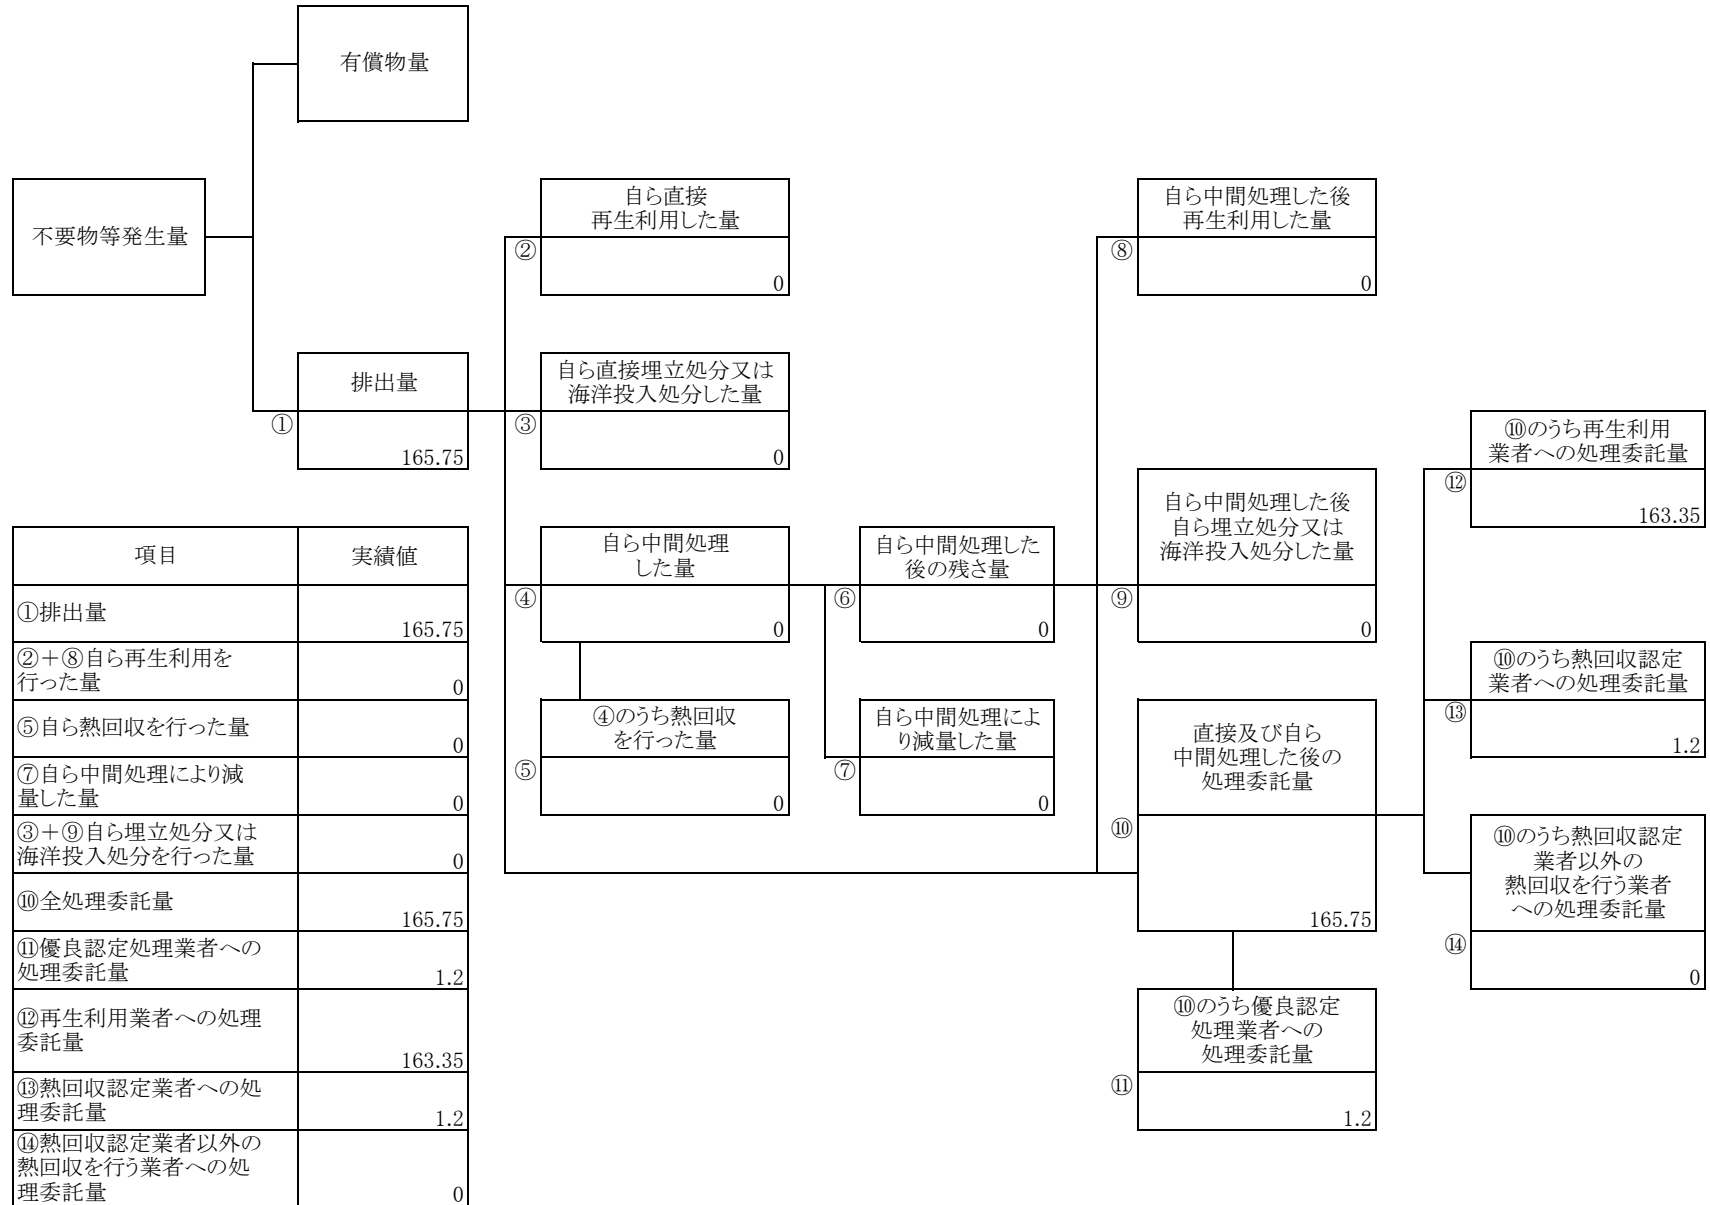 有償物量
不要物等発生量
自ら直接
再生利用した量
②
0
自ら中間処理した後
再生利用した量
⑧
0
排出量
①
165.75
自ら直接埋立処分又は
海洋投入処分した量
③
0
⑩のうち再生利用
業者への処理委託量
⑫
163.35
自ら中間処理
した量
④
0
自ら中間処理した
後の残さ量
⑥
0
自ら中間処理した後
自ら埋立処分又は
海洋投入処分した量
⑨
0
⑩のうち熱回収認定
業者への処理委託量
⑬
1.2
④のうち熱回収
を行った量
⑤
0
自ら中間処理によ
り減量した量
⑦
0
直接及び自ら
中間処理した後の
処理委託量
⑩
165.75
⑩のうち熱回収認定
業者以外の
熱回収を行う業者
への処理委託量
⑭
0
⑩のうち優良認定
処理業者への
処理委託量
⑪
1.2
項目
実績値
①排出量
165.75
②＋⑧自ら再生利用を
行った量
0
⑤自ら熱回収を行った量
0
⑦自ら中間処理により減
量した量
0
③＋⑨自ら埋立処分又は
海洋投入処分を行った量
0
⑩全処理委託量
165.75
⑪優良認定処理業者への
処理委託量
1.2
⑫再生利用業者への処理
委託量
163.35
⑬熱回収認定業者への処
理委託量
1.2
⑭熱回収認定業者以外の
熱回収を行う業者への処
理委託量
0